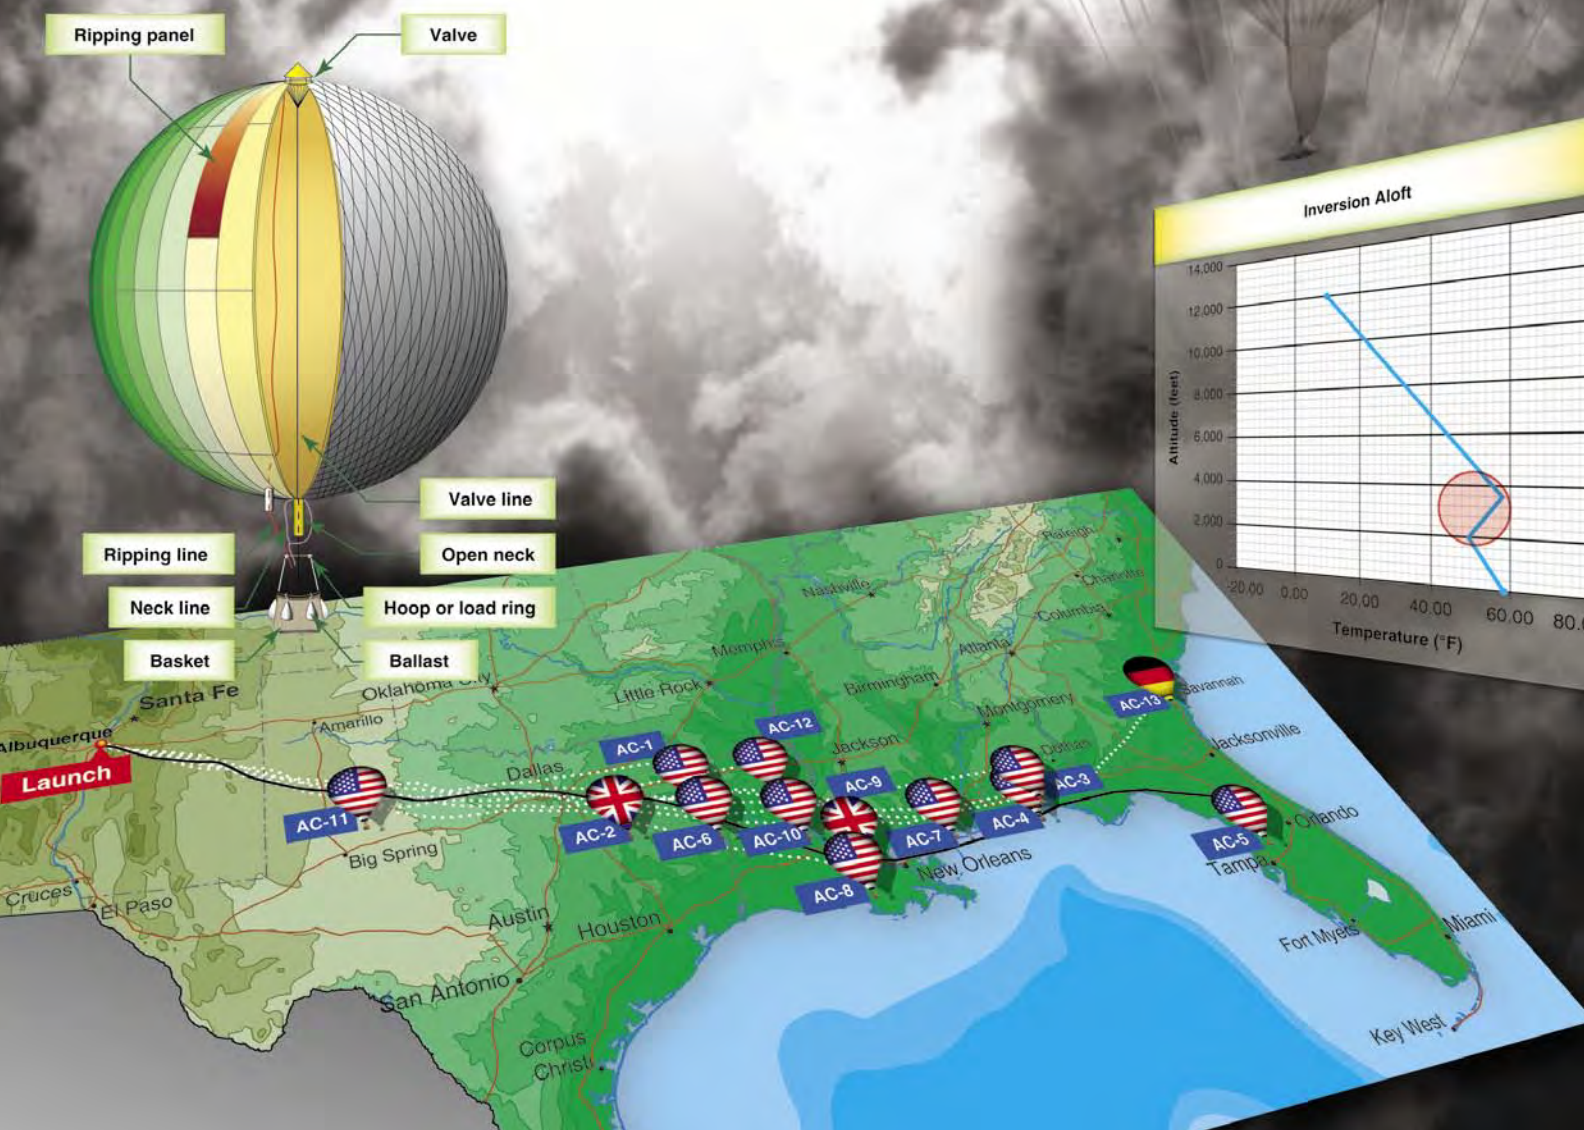 Ripping panel
Valve
Valve line
Ripping line
Open neck
Neck line
Hoop or load ring
Basket
Ballast
Inversion Aloft
Altitude (feet)
14,000
12,000
10,000
8,000
6,000
4,000
2,000
0
-20.00 0.00 20.00 40.00 60.00 80.0
Temperature (°F)
Raleigh
Charlotte
Columbia
Nashville
Atlanta
Memphis
Birmingham
Little Rock
Montgomery
Savannah
Oklahoma City
Santa Fe
Amarillo
Albuquerque
Launch
Jackson
Dothan
Jacksonville
Dallas
AC-13
AC-12
AC-1
AC-9
AC-3
AC-11
AC-2
AC-6
AC-10
AC-7
AC-4
AC-5
AC-8
Big Spring
New Orleans
Orlando
Tampa
Cruces
El Paso
Austin
Houston
Fort Myers
Miami
San Antonio
Key West
Corpus
Christi